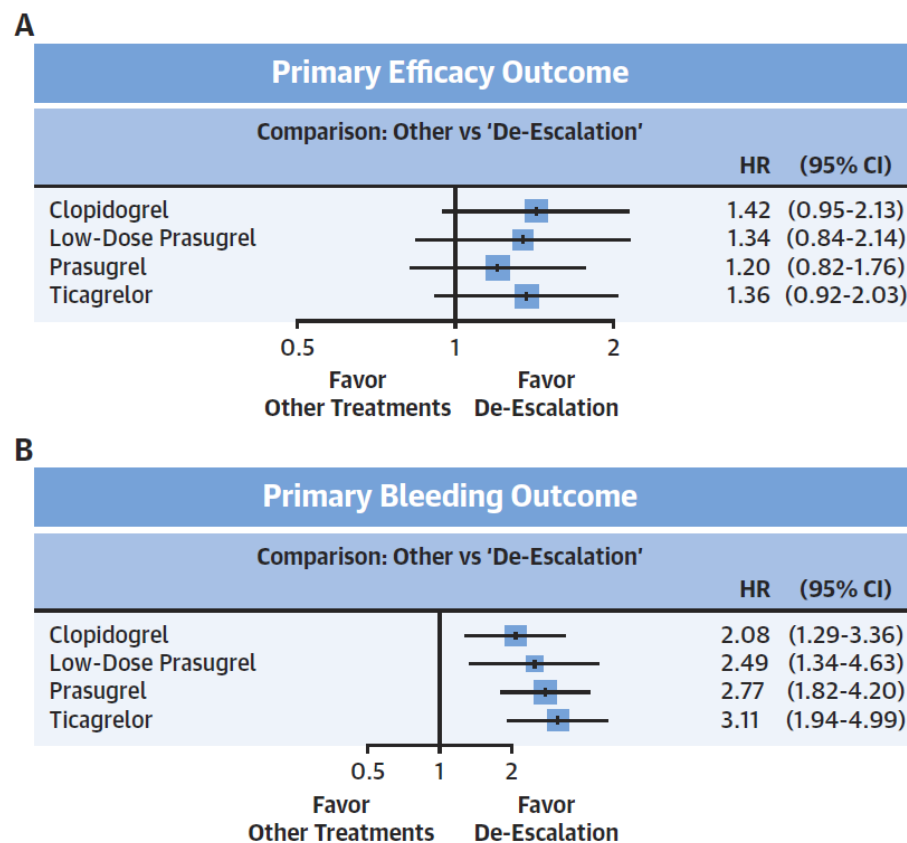 A
Primary Efficacy Outcome
Comparison: Other vs 'De-Escalation'
HR (95% CI)
Clopidogrel 1.42 (0.95-2.13)
Low-Dose Prasugrel 1.34 (0.84-2.14)
Prasugrel 1.20 (0.82-1.76)
Ticagrelor 1.36 (0.92-2.03)
0.5 1 2
Favor Favor
Other Treatments De-Escalation
B
Primary Bleeding Outcome
Comparison: Other vs 'De-Escalation'
HR (95% CI)
Clopidogrel 2.08 (1.29-3.36)
Low-Dose Prasugrel 2.49 (1.34-4.63)
Prasugrel 2.77 (1.82-4.20)
Ticagrelor 3.11 (1.94-4.99)
0.5 1 2
Favor Favor
Other Treatments De-Escalation